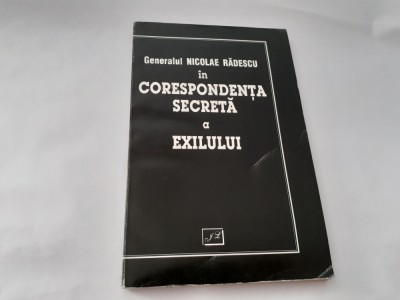 Generalul NICOLAE RĂDESCU
în
CORESPONDENȚA
SECRETĂ
a
EXILULUI